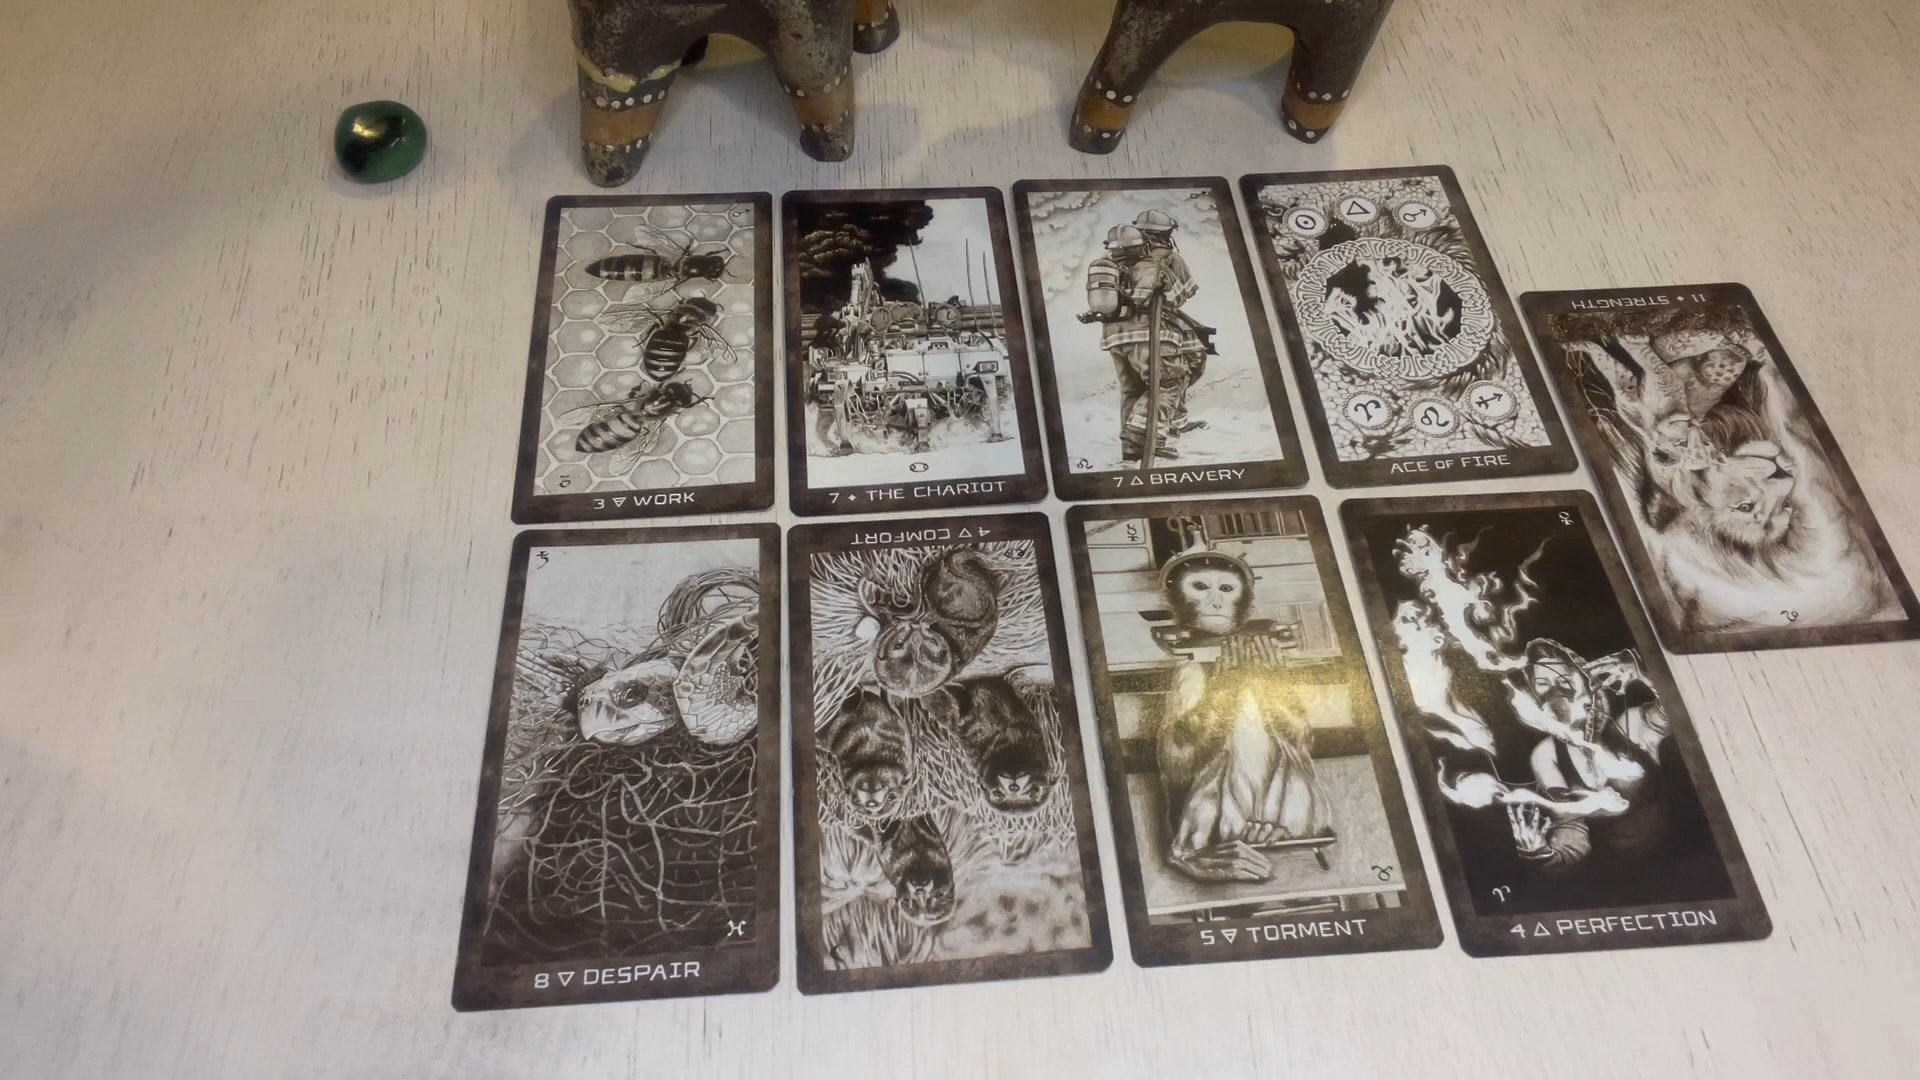 3 🜃 WORK
7 • THE CHARIOT
7 △ BRAVERY
ACE OF FIRE
11 • STRENGTH
8 ▽ DESPAIR
4 ▽ COMFORT
5 🜃 TORMENT
4 △ PERFECTION